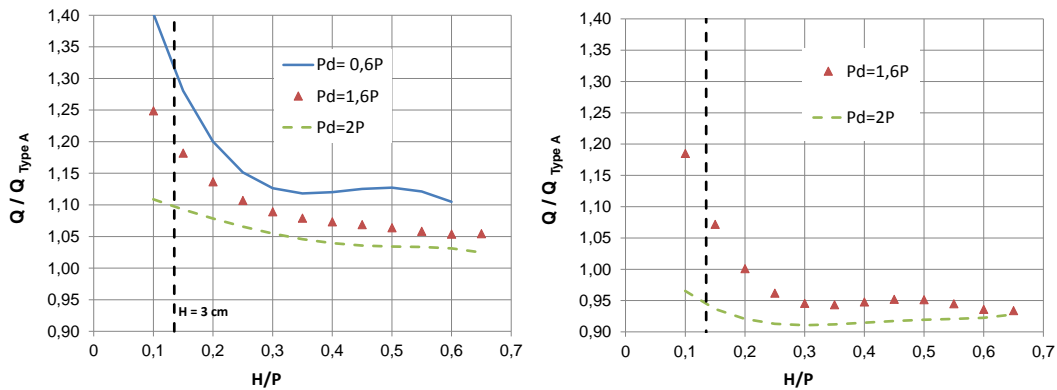 1,40
1,35
1,30
1,25
1,20
1,15
1,10
1,05
1,00
0,95
0,90
Q / Q Type A
Pd= 0,6P
Pd=1,6P
Pd=2P
H = 3 cm
0 0,1 0,2 0,3 0,4 0,5 0,6 0,7
H/P
1,40
1,35
1,30
1,25
1,20
1,15
1,10
1,05
1,00
0,95
0,90
Q / Q Type A
Pd=1,6P
Pd=2P
0 0,1 0,2 0,3 0,4 0,5 0,6 0,7
H/P